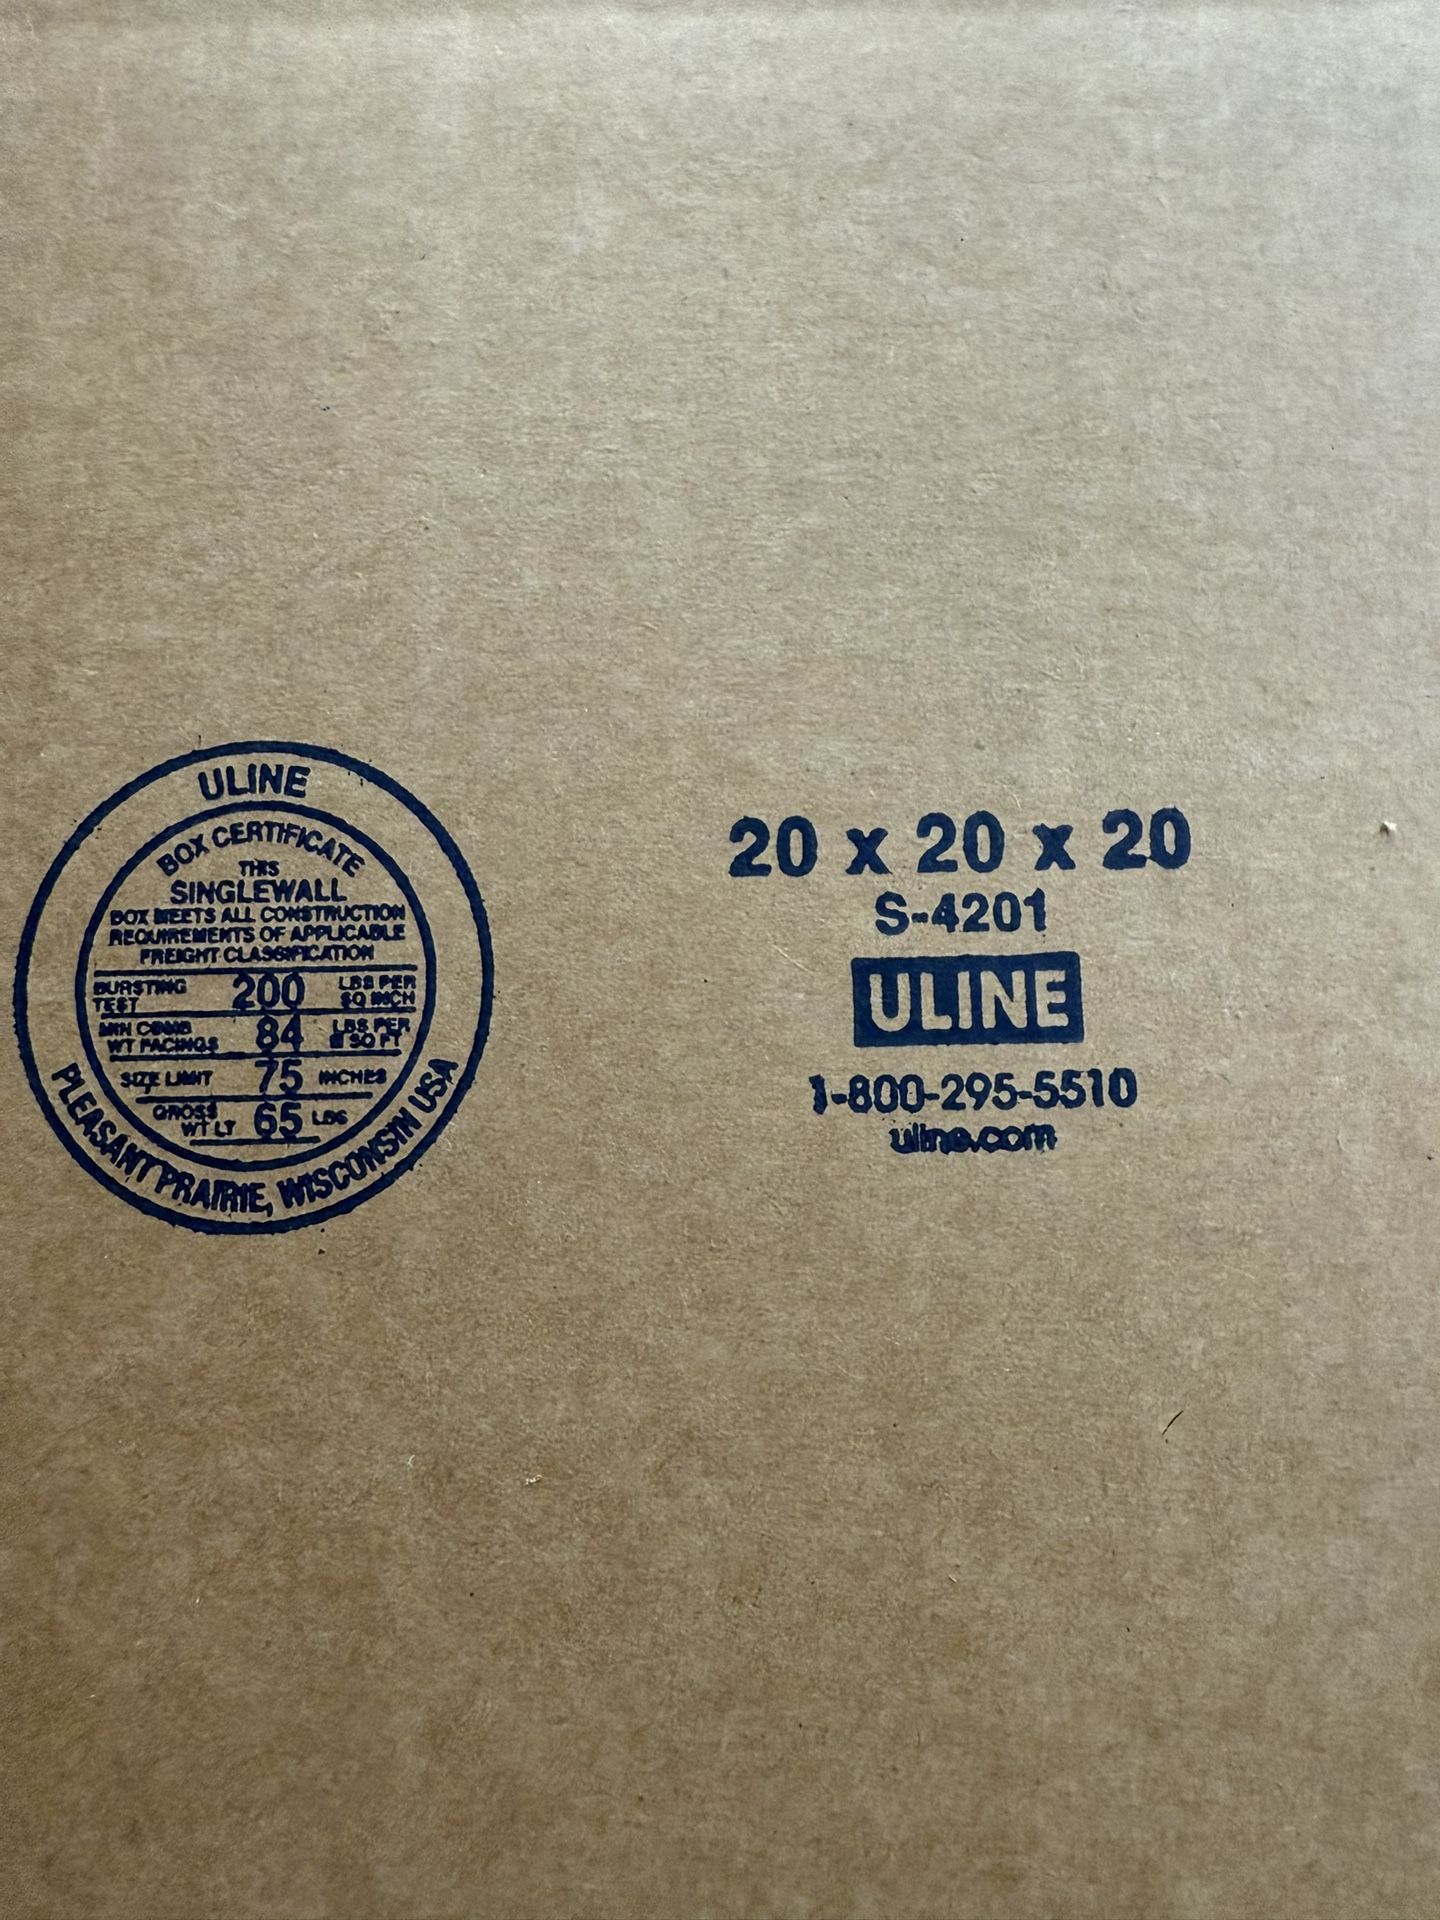 ULINE
BOX CERTIFICATE
THIS
SINGLEWALL
BOX MEETS ALL CONSTRUCTION
REQUIREMENTS OF APPLICABLE
FREIGHT CLASSIFICATION
BURSTING TEST 200 LBS PER SQ INCH
MIN COMB WT FACINGS 84 LBS PER M SQ FT
SIZE LIMIT 75 INCHES
GROSS WT LT 65 LBS
PLEASANT PRAIRIE, WISCONSIN USA
20 x 20 x 20
S-4201
ULINE
1-800-295-5510
uline.com